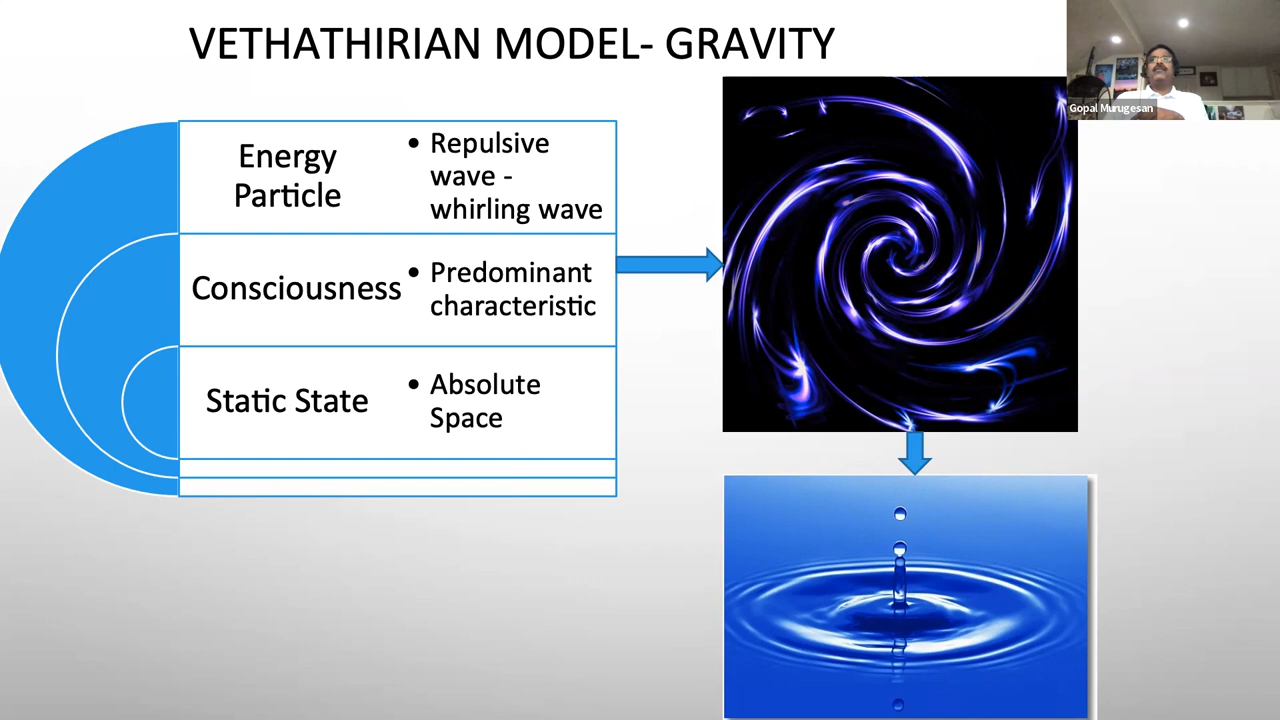 VETHATHIRIAN MODEL- GRAVITY
Gopal Murugesan
Energy
Particle
• Repulsive
wave -
whirling wave
Consciousness
• Predominant
characteristic
Static State
• Absolute
Space